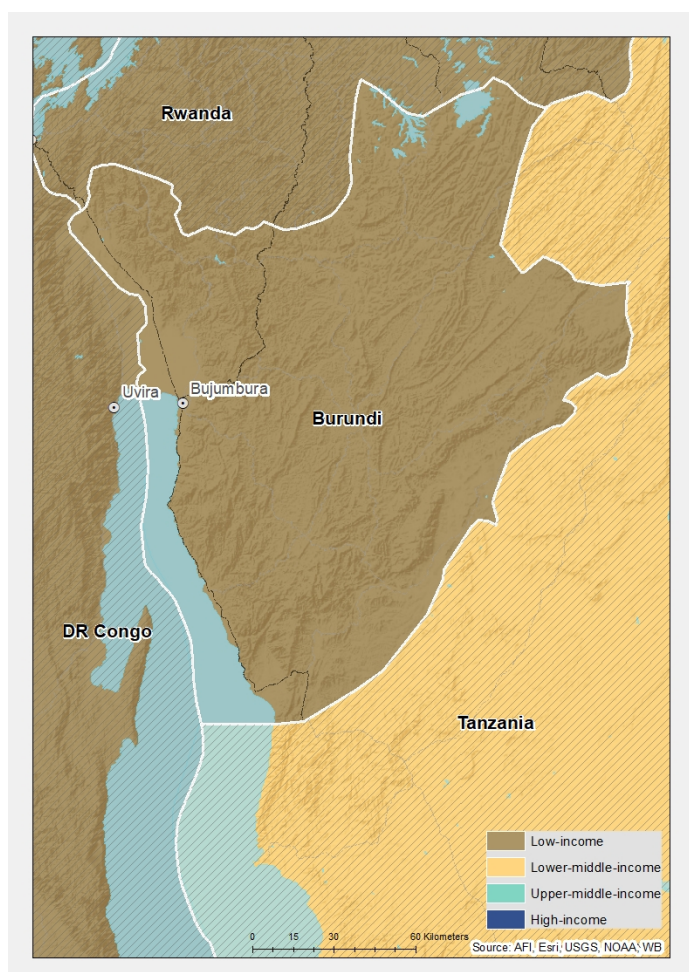 Rwanda
Uvira
Bujumbura
Burundi
DR Congo
Tanzania
Low-income
Lower-middle-income
Upper-middle-income
High-income
0 15 30 60 Kilometers
Source: AFI, Esri, USGS, NOAA, WB